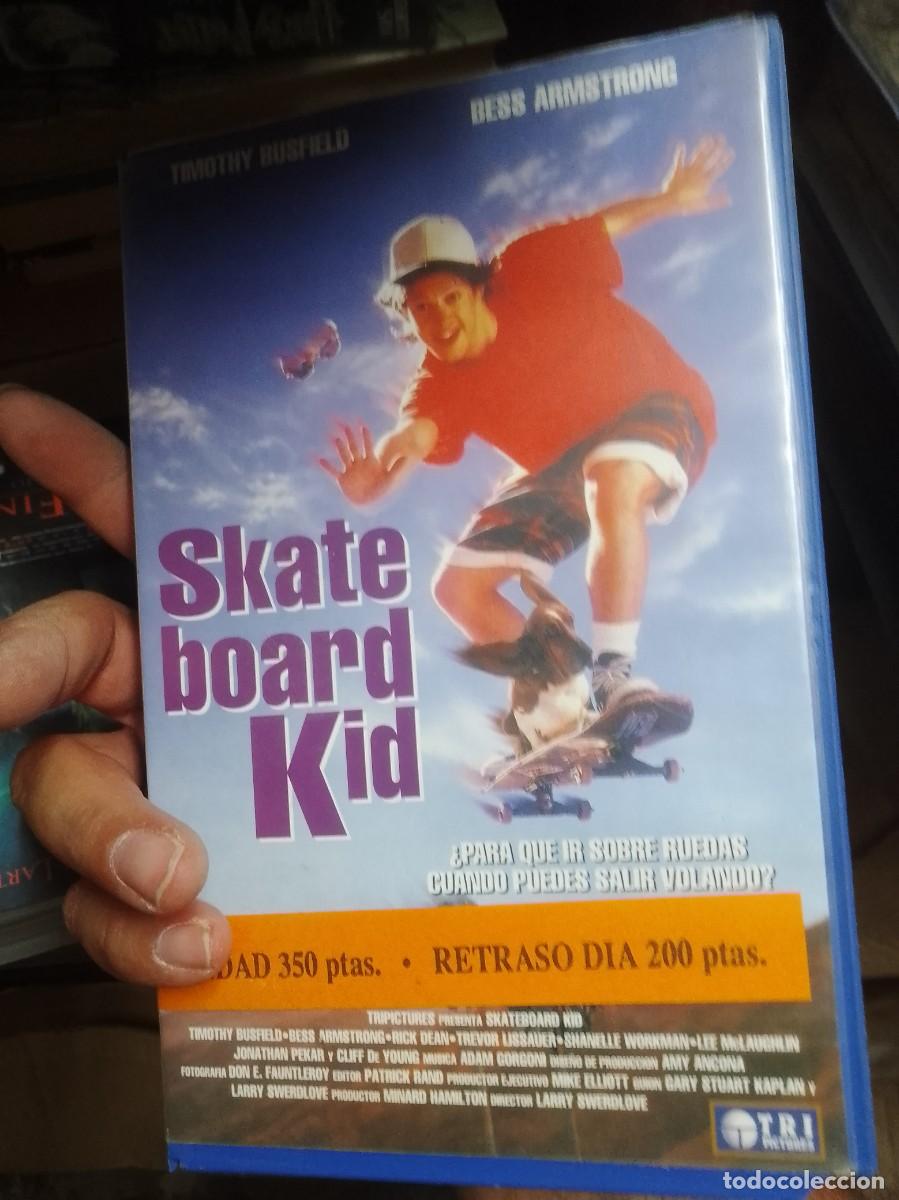 BESS ARMSTRONG
TIMOTHY BUSFIELD
Skate
board
Kid
¿PARA QUE IR SOBRE RUEDAS
CUANDO PUEDES SALIR VOLANDO?
DAD 350 ptas. • RETRASO DIA 200 ptas.
TRIPICTURES PRESENTA SKATEBOARD KID
TIMOTHY BUSFIELD • BESS ARMSTRONG • RICK DEAN • TREVOR LISSAUER • SHANELLE WORKMAN • LEE McLAUGHLIN
JONATHAN PEKAR Y CLIFF DE YOUNG MUSICA ADAM GORGONI DISEÑO DE PRODUCCION AMY ANCONA
FOTOGRAFIA DON E. FAUNTLEROY EDITOR PATRICK RAND PRODUCTOR EJECUTIVO MIKE ELLIOTT GUION GARY STUART KAPLAN Y
LARRY SWERDLOVE PRODUCTOR MINARD HAMILTON DIRECTOR LARRY SWERDLOVE
TRI
PICTURES
FIN
todocoleccion